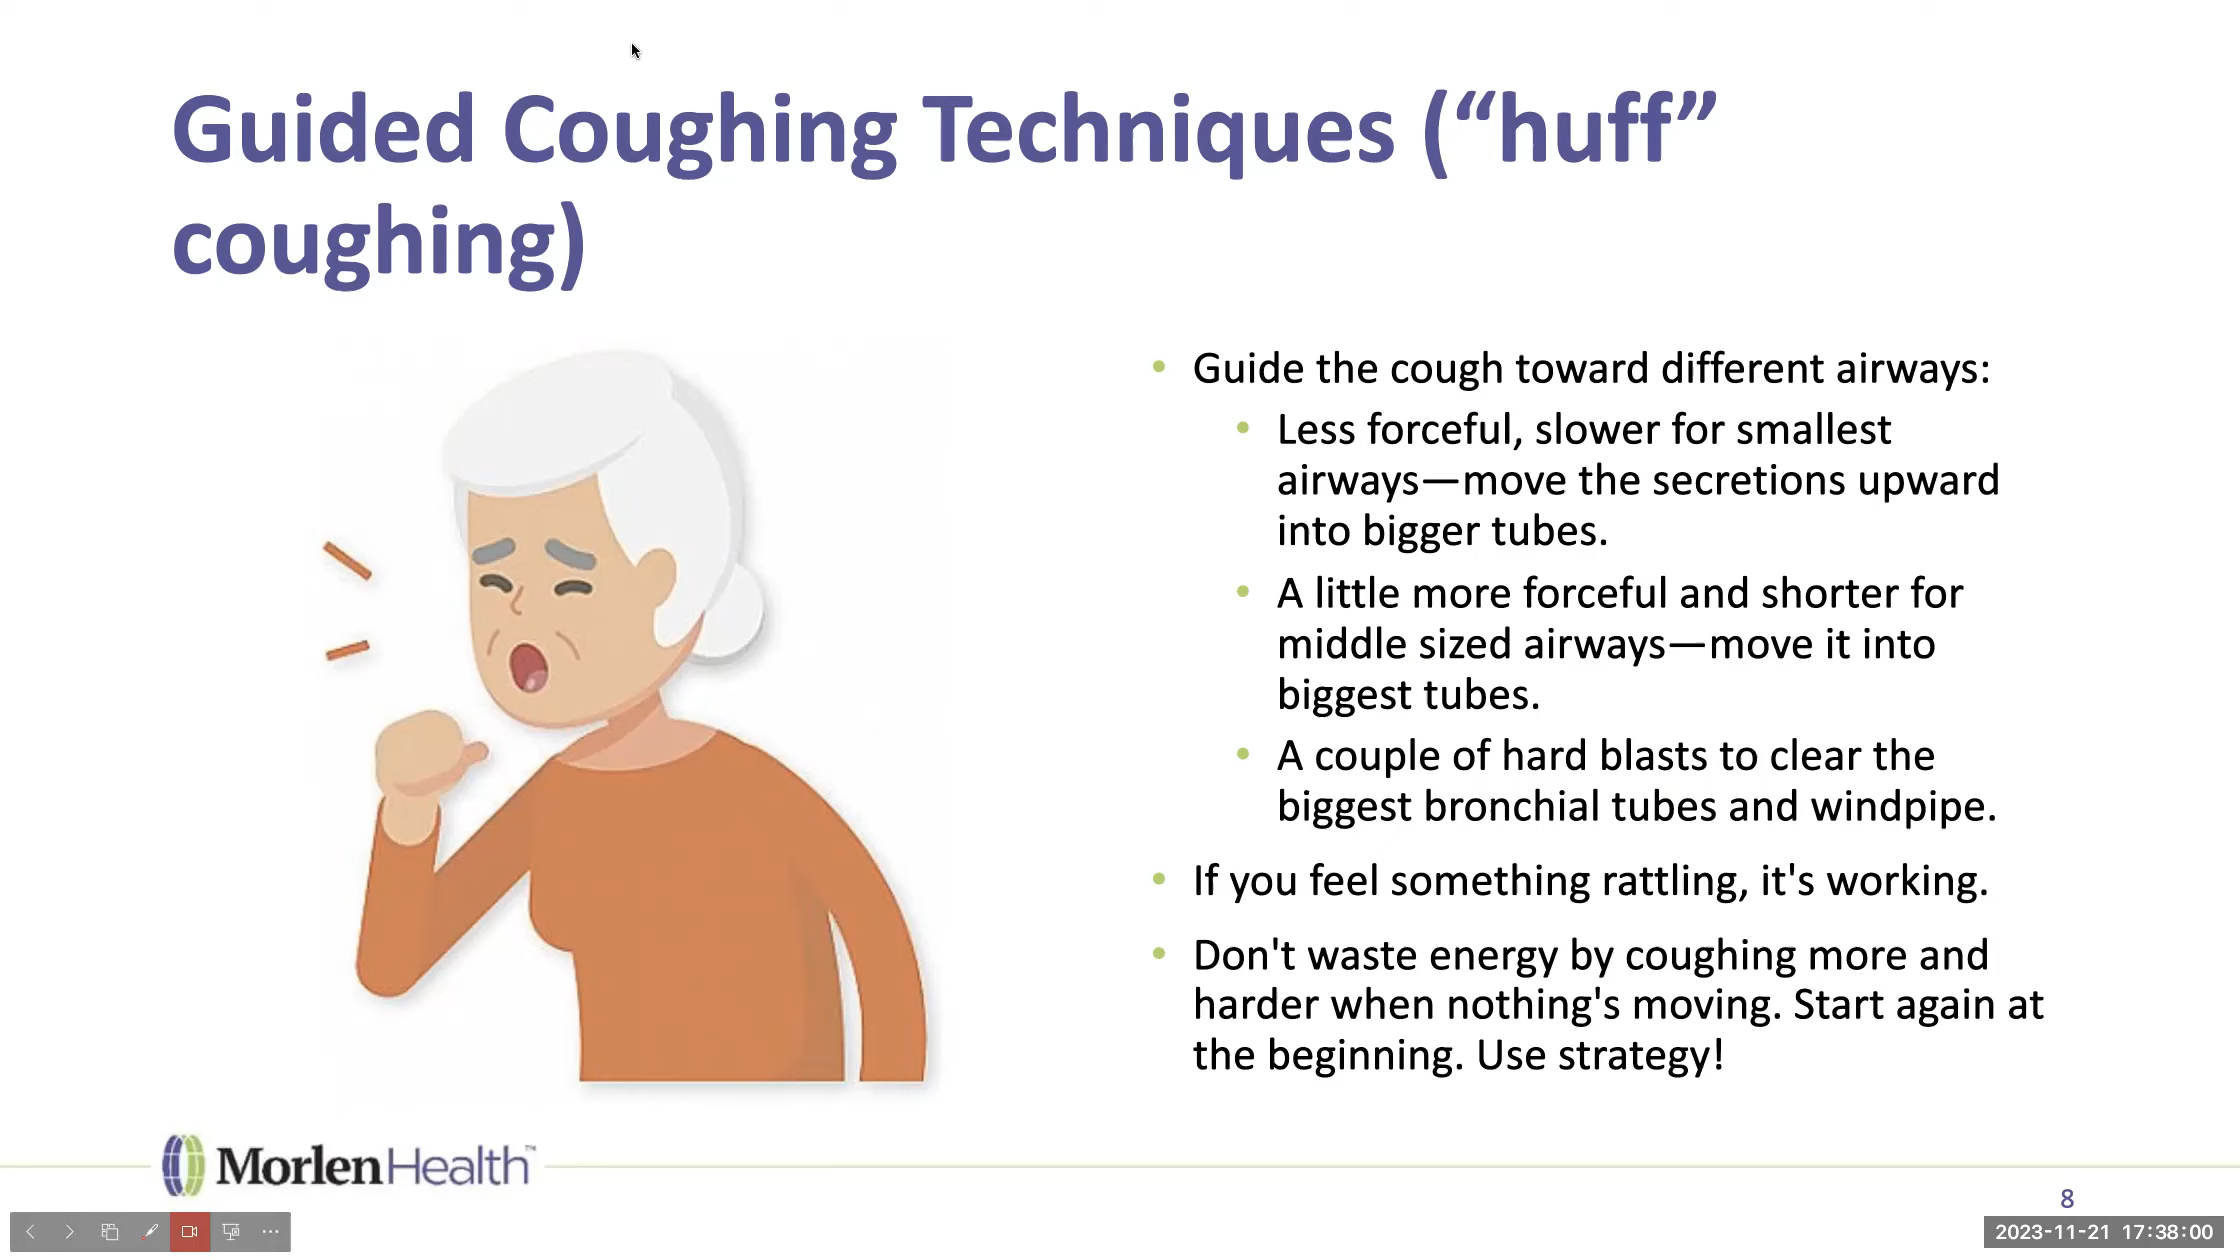 Guided Coughing Techniques (“huff”
coughing)
• Guide the cough toward different airways:
• Less forceful, slower for smallest
airways—move the secretions upward
into bigger tubes.
• A little more forceful and shorter for
middle sized airways—move it into
biggest tubes.
• A couple of hard blasts to clear the
biggest bronchial tubes and windpipe.
• If you feel something rattling, it's working.
• Don't waste energy by coughing more and
harder when nothing's moving. Start again at
the beginning. Use strategy!
MorlenHealth™
8
2023-11-21 17:38:00